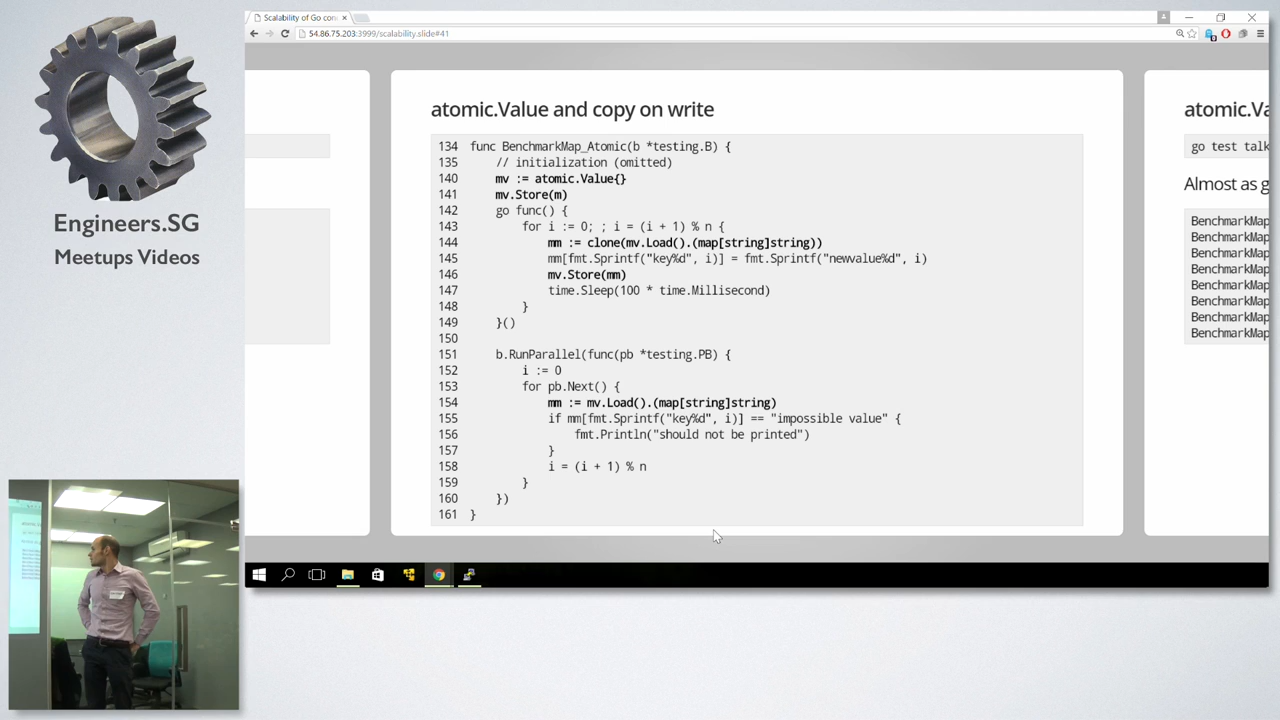 Scalability of Go con
54.86.75.203:3999/scalability.slide#41
Engineers.SG
Meetups Videos
atomic.Value and copy on write
134 func BenchmarkMap_Atomic(b *testing.B) {
135 // initialization (omitted)
140 mv := atomic.Value{}
141 mv.Store(m)
142 go func() {
143 for i := 0; ; i = (i + 1) % n {
144 mm := clone(mv.Load().(map[string]string))
145 mm[fmt.Sprintf("key%d", i)] = fmt.Sprintf("newvalue%d", i)
146 mv.Store(mm)
147 time.Sleep(100 * time.Millisecond)
148 }
149 }()
150
151 b.RunParallel(func(pb *testing.PB) {
152 i := 0
153 for pb.Next() {
154 mm := mv.Load().(map[string]string)
155 if mm[fmt.Sprintf("key%d", i)] == "impossible value" {
156 fmt.Println("should not be printed")
157 }
158 i = (i + 1) % n
159 }
160 })
161 }
atomic.Va
go test talk
Almost as g
BenchmarkMap
BenchmarkMap
BenchmarkMap
BenchmarkMap
BenchmarkMap
BenchmarkMap
BenchmarkMap
BenchmarkMap